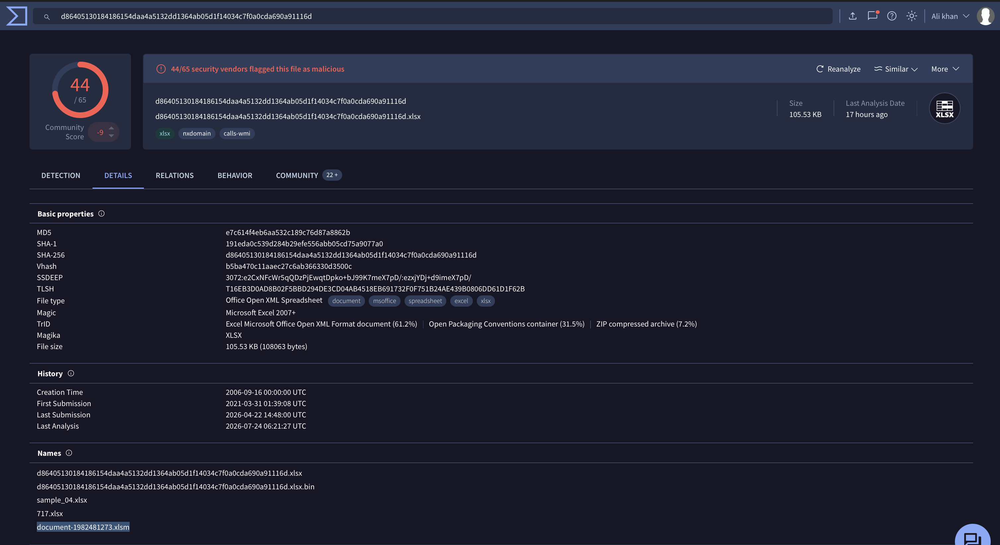 d86405130184186154daa4a5132dd1364ab05d1f14034c7f0a0cda690a91116d
Ali khan
44
/ 65
Community Score -9
44/65 security vendors flagged this file as malicious
Reanalyze Similar More
d86405130184186154daa4a5132dd1364ab05d1f14034c7f0a0cda690a91116d
d86405130184186154daa4a5132dd1364ab05d1f14034c7f0a0cda690a91116d.xlsx
xlsx nxdomain calls-wmi
Size
105.53 KB
Last Analysis Date
17 hours ago
XLSX
DETECTION DETAILS RELATIONS BEHAVIOR COMMUNITY 22 +
Basic properties
MD5 e7c614f4eb6aa532c189c76d87a8862b
SHA-1 191eda0c539d284b29efe556abb05cd75a9077a0
SHA-256 d86405130184186154daa4a5132dd1364ab05d1f14034c7f0a0cda690a91116d
Vhash b5ba470c11aaec27c6ab366330d3500c
SSDEEP 3072:e2CxNFcWr5qQDzPjEwqtDpko+bJ99K7meX7pD/:ezxjYDj+d9imeX7pD/
TLSH T16EB3D0AD8B02F5BBD294DE3CD04AB4518EB691732F0F751B24AE439B0806DD61D1F62B
File type Office Open XML Spreadsheet document msoffice spreadsheet excel xlsx
Magic Microsoft Excel 2007+
TrID Excel Microsoft Office Open XML Format document (61.2%) Open Packaging Conventions container (31.5%) ZIP compressed archive (7.2%)
Magika XLSX
File size 105.53 KB (108063 bytes)
History
Creation Time 2006-09-16 00:00:00 UTC
First Submission 2021-03-31 01:39:08 UTC
Last Submission 2026-04-22 14:48:00 UTC
Last Analysis 2026-07-24 06:21:27 UTC
Names
d86405130184186154daa4a5132dd1364ab05d1f14034c7f0a0cda690a91116d.xlsx
d86405130184186154daa4a5132dd1364ab05d1f14034c7f0a0cda690a91116d.xlsx.bin
sample_04.xlsx
717.xlsx
document-1982481273.xlsm